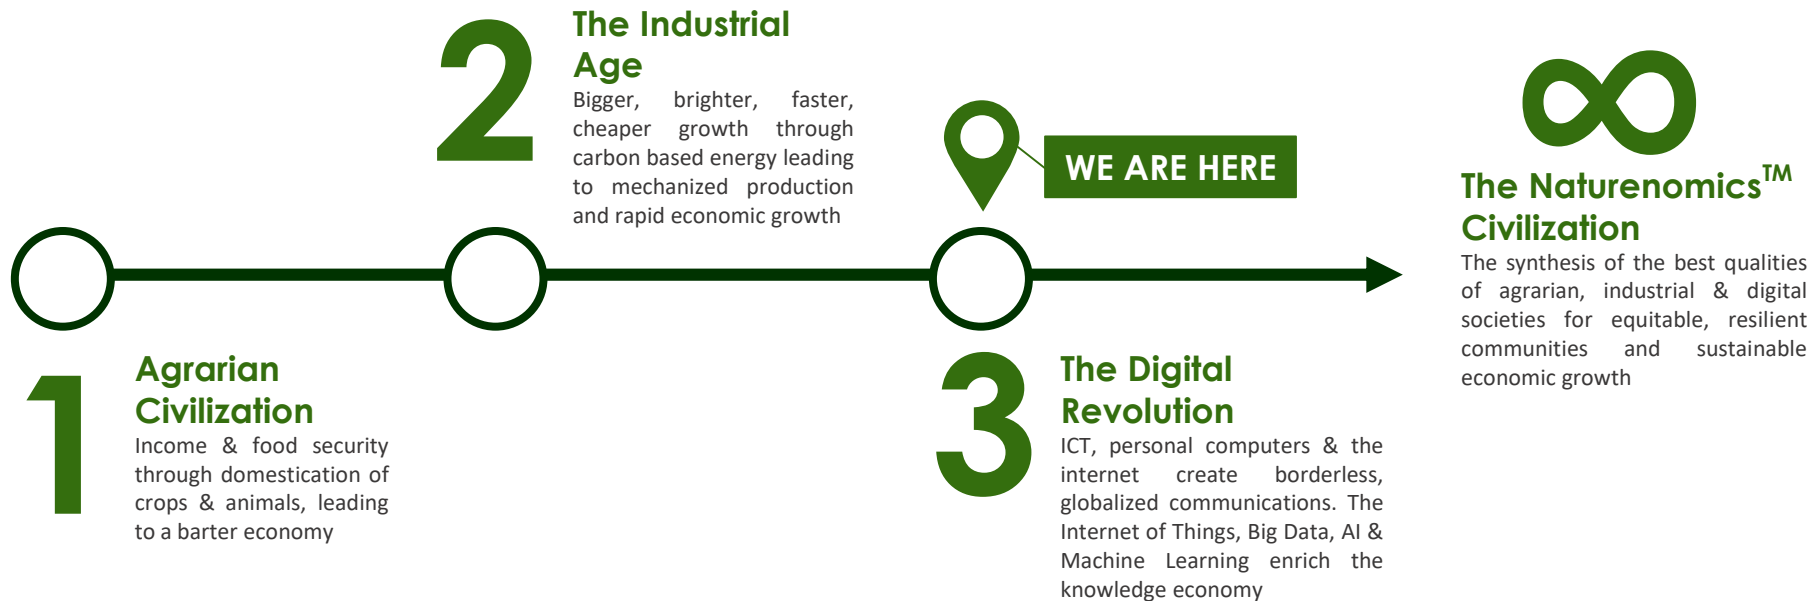 1
Agrarian
Civilization
Income & food security
through domestication of
crops & animals, leading
to a barter economy
2
The Industrial
Age
Bigger, brighter, faster,
cheaper growth through
carbon based energy leading
to mechanized production
and rapid economic growth
WE ARE HERE
3
The Digital
Revolution
ICT, personal computers & the
internet create borderless,
globalized communications. The
Internet of Things, Big Data, AI &
Machine Learning enrich the
knowledge economy
∞
The Naturenomics™
Civilization
The synthesis of the best qualities
of agrarian, industrial & digital
societies for equitable, resilient
communities and sustainable
economic growth